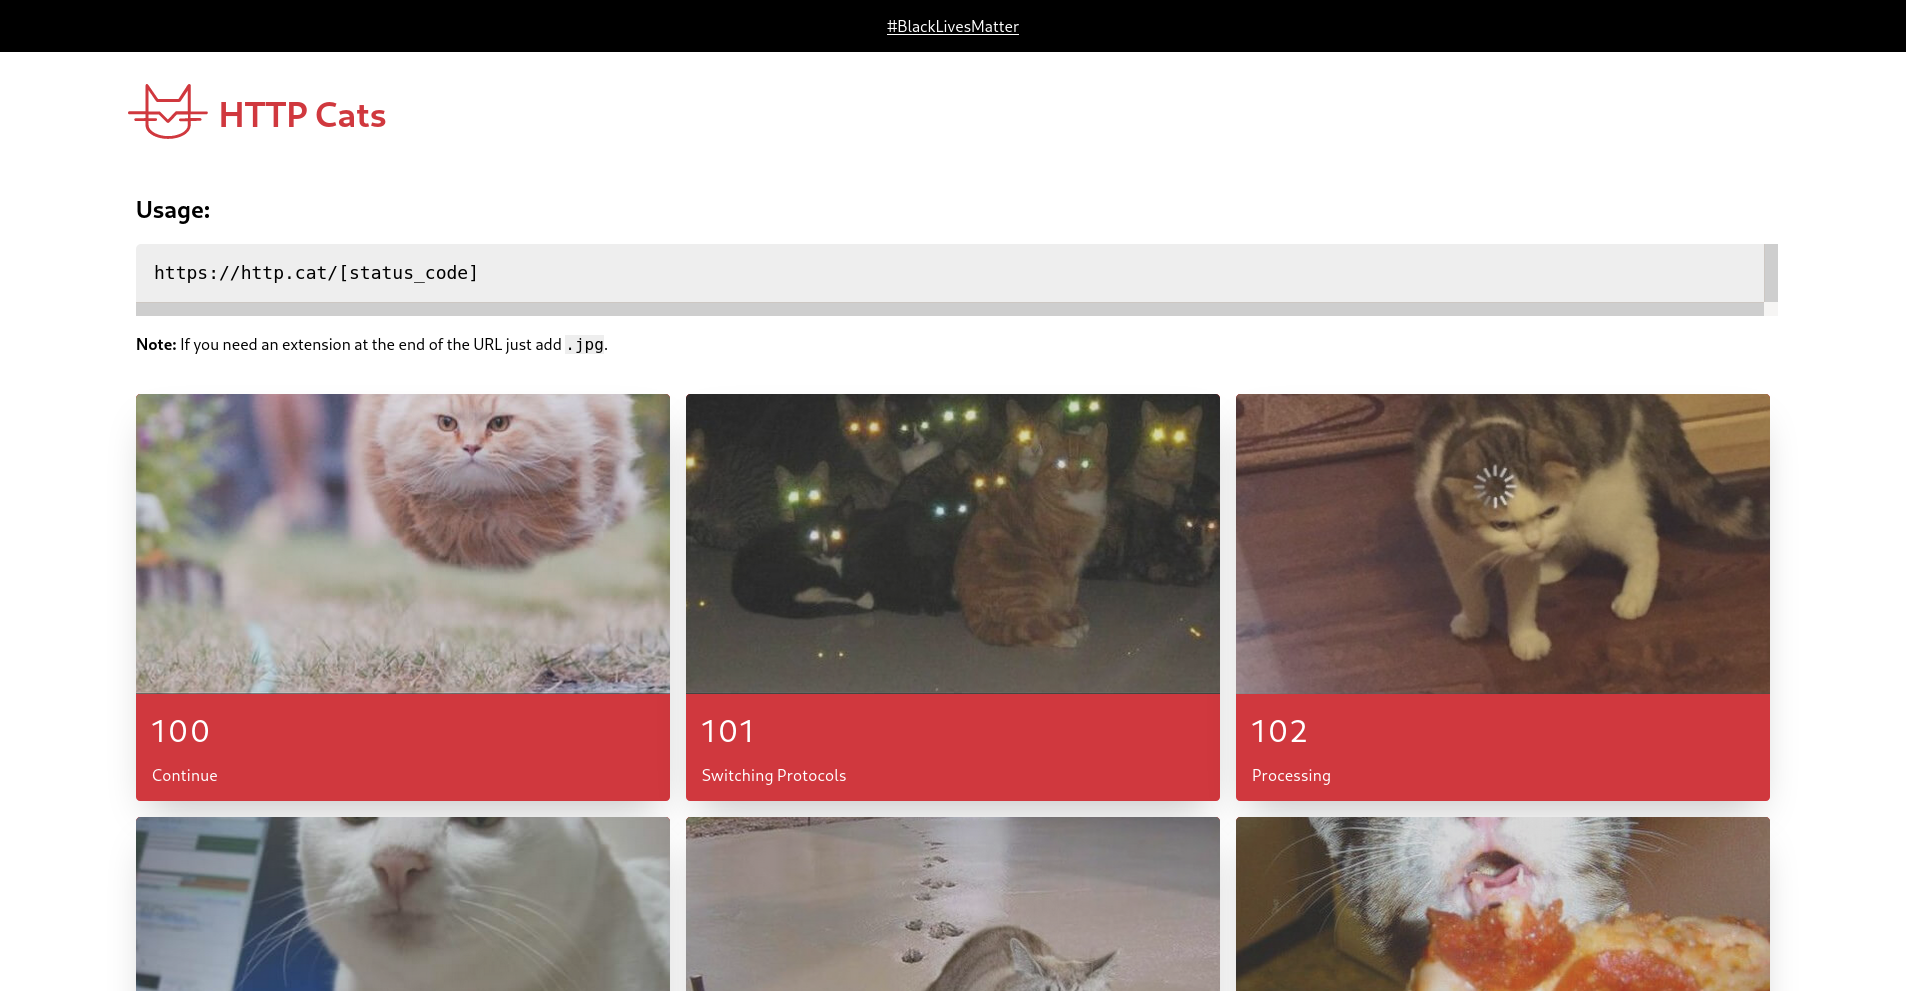 #BlackLivesMatter
HTTP Cats
Usage:
https://http.cat/[status_code]
Note: If you need an extension at the end of the URL just add .jpg.
100
Continue
101
Switching Protocols
102
Processing